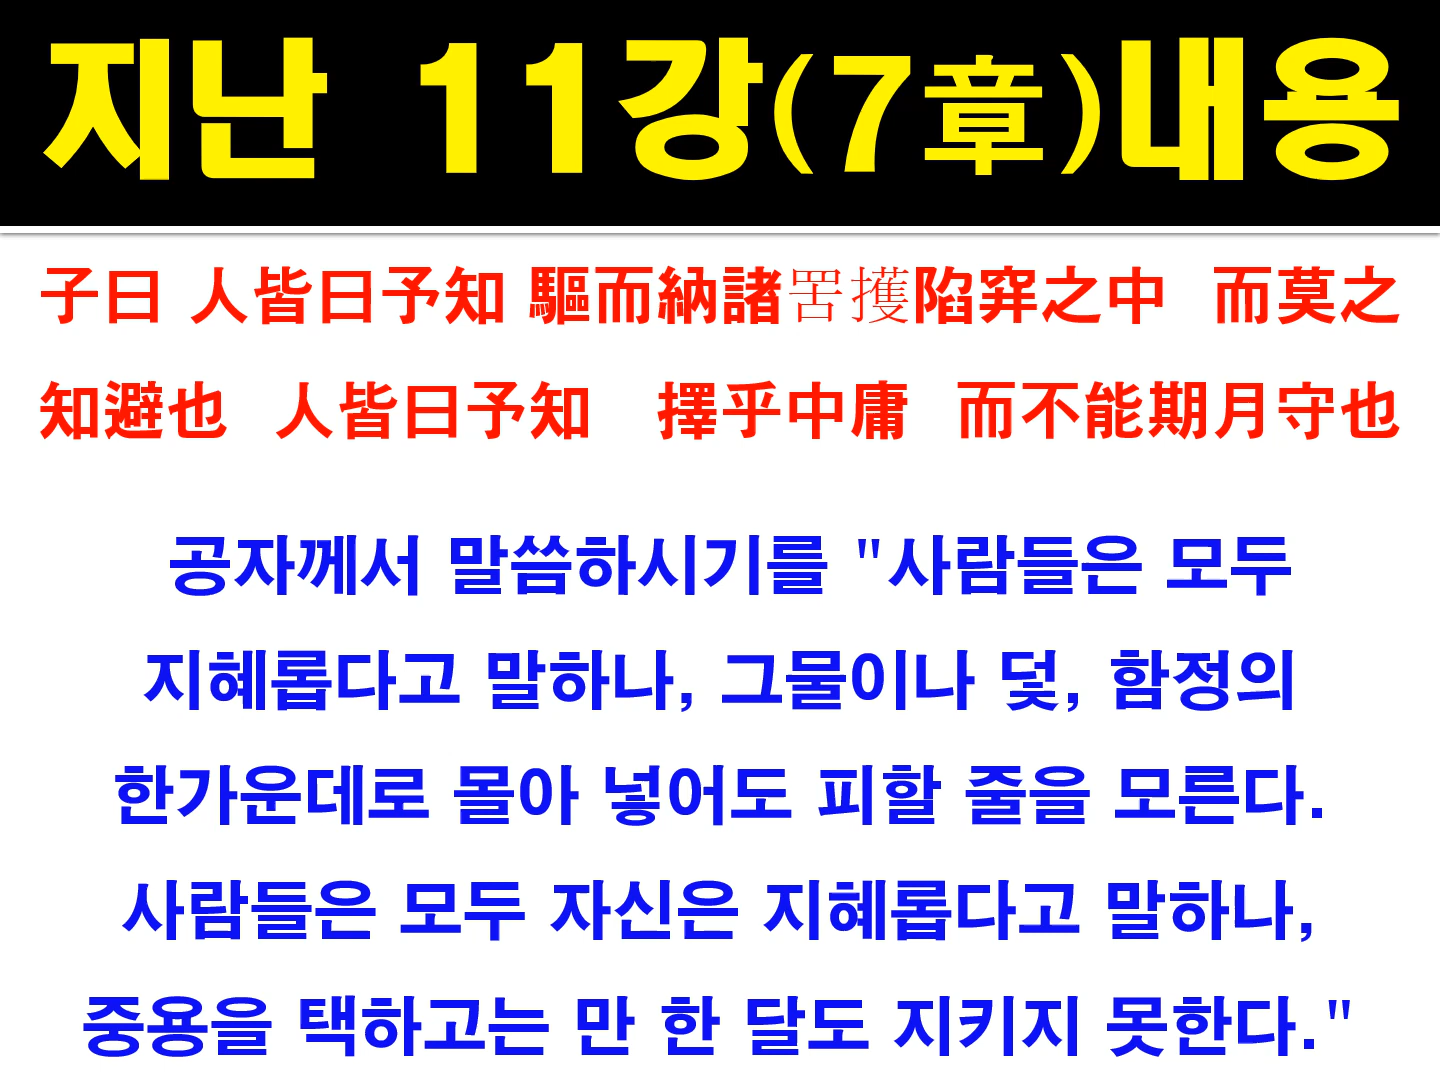 지난 11강(7章)내용
子曰 人皆曰予知 驅而納諸罟擭陷穽之中 而莫之
知避也 人皆曰予知 擇乎中庸 而不能期月守也
공자께서 말씀하시기를 "사람들은 모두
지혜롭다고 말하나, 그물이나 덫, 함정의
한가운데로 몰아 넣어도 피할 줄을 모른다.
사람들은 모두 자신은 지혜롭다고 말하나,
중용을 택하고는 만 한 달도 지키지 못한다."